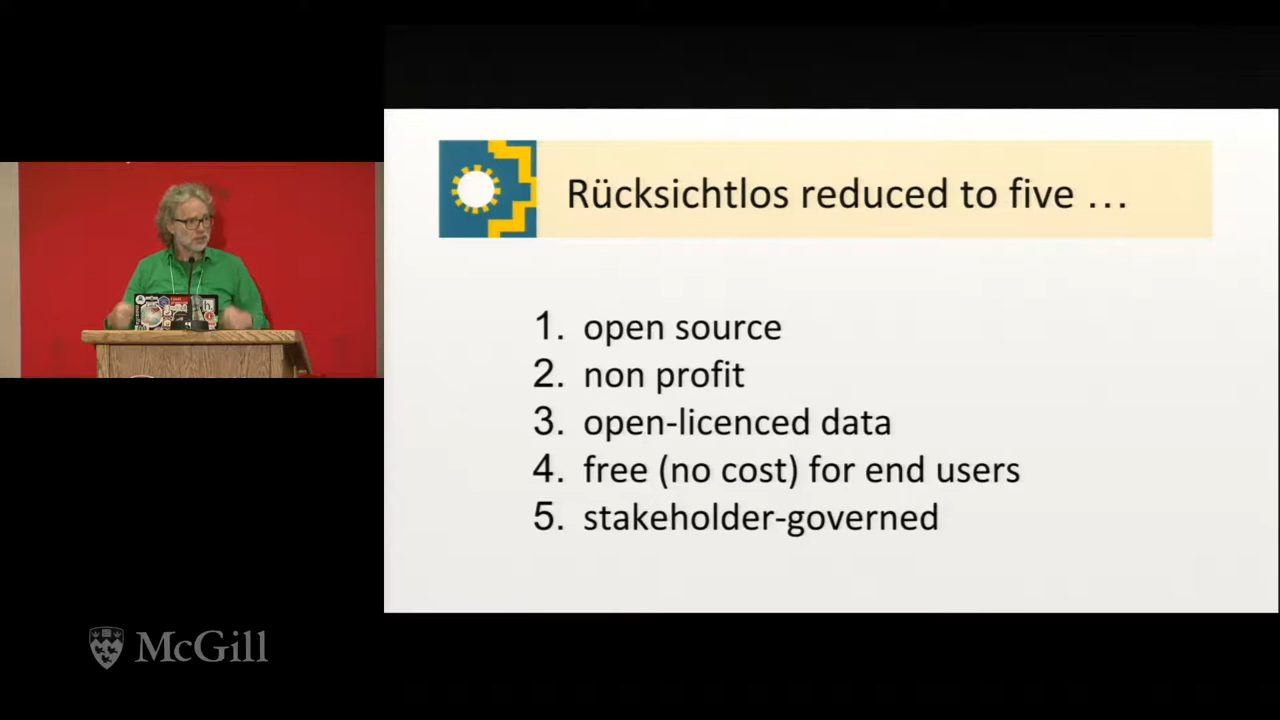 Rücksichtlos reduced to five ...
1. open source
2. non profit
3. open-licenced data
4. free (no cost) for end users
5. stakeholder-governed
McGill